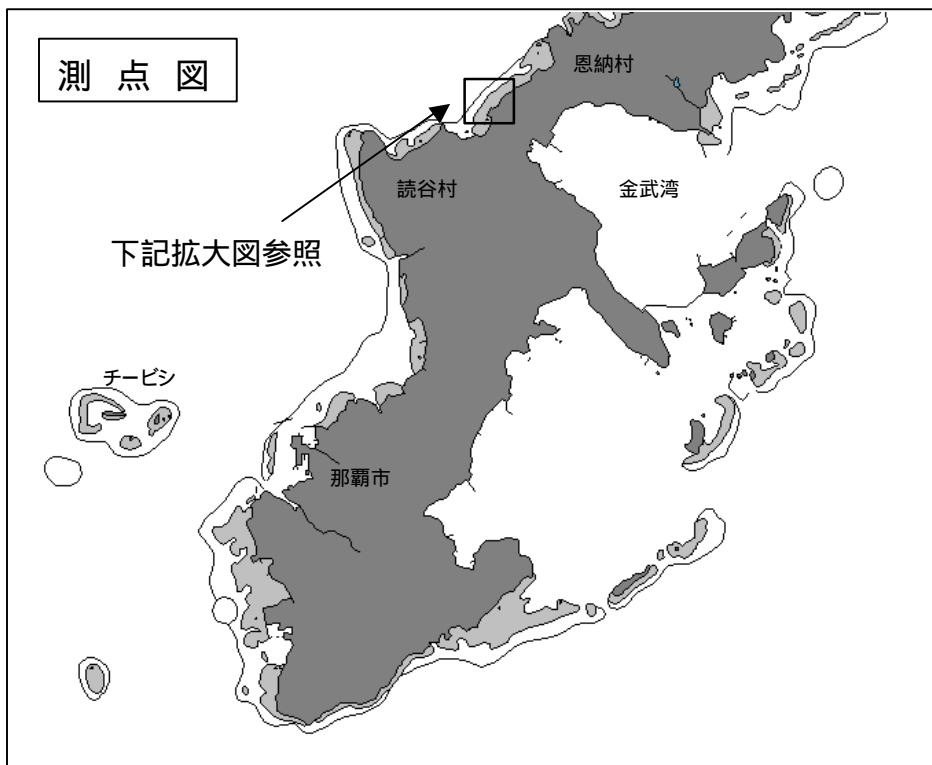 測 点 図
恩納村
読谷村
金武湾
下記拡大図参照
チービシ
那覇市